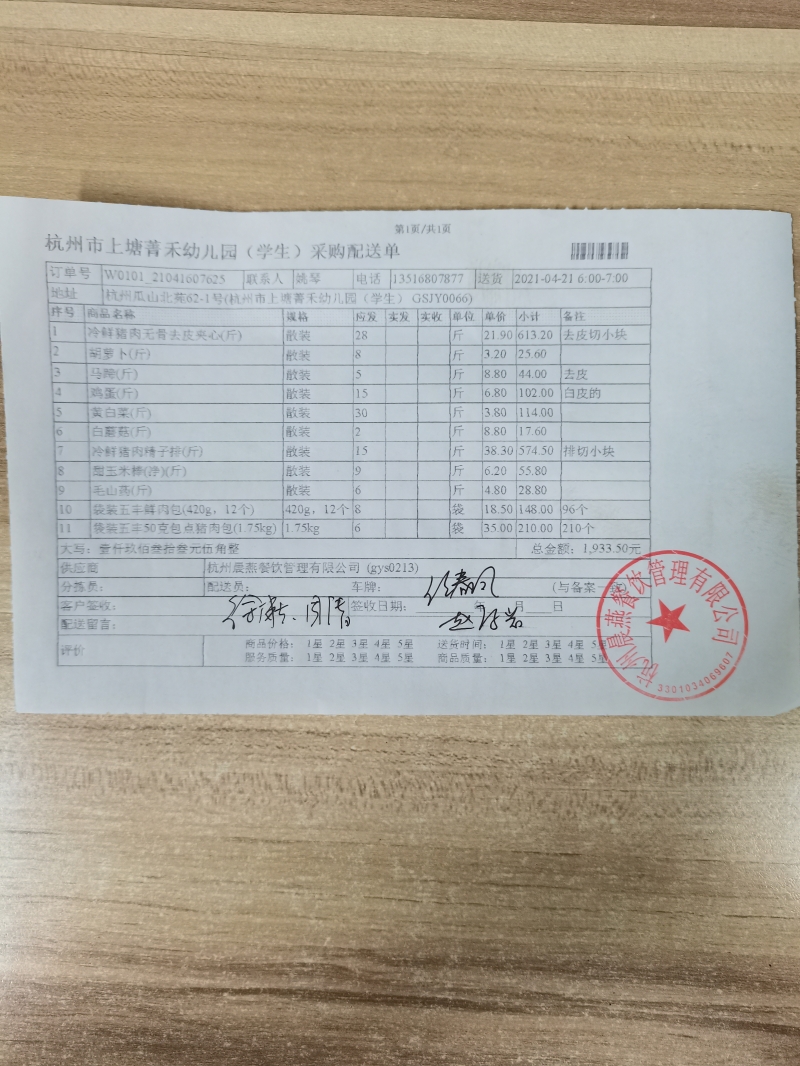 第1页/共1页
杭州市上塘菁禾幼儿园（学生）采购配送单
订单号 W0101_21041607625 联系人 姚琴 电话 13516807877 送货 2021-04-21 6:00-7:00
地址 杭州瓜山北苑62-1号(杭州市上塘菁禾幼儿园（学生） GSJY0066)
序号 商品名称 规格 应发 实发 实收 单位 单价 小计 备注
1 冷鲜猪肉无骨去皮夹心(斤) 散装 28 斤 21.90 613.20 去皮切小块
2 胡萝卜(斤) 散装 8 斤 3.20 25.60
3 马蹄(斤) 散装 5 斤 8.80 44.00 去皮
4 鸡蛋(斤) 散装 15 斤 6.80 102.00 白皮的
5 黄白菜(斤) 散装 30 斤 3.80 114.00
6 白蘑菇(斤) 散装 2 斤 8.80 17.60
7 冷鲜猪肉精子排(斤) 散装 15 斤 38.30 574.50 排切小块
8 甜玉米棒(净)(斤) 散装 9 斤 6.20 55.80
9 毛山药(斤) 散装 6 斤 4.80 28.80
10 袋装五丰鲜肉包(420g，12个) 420g，12个 8 袋 18.50 148.00 96个
11 袋装五丰50克包点猪肉包(1.75kg) 1.75kg 6 袋 35.00 210.00 210个
大写：壹仟玖佰叁拾叁元伍角整 总金额：1,933.50元
供应商 杭州晨燕餐饮管理有限公司 (gys0213)
分拣员： 配送员： 车牌： (与备案一
客户签收： 签收日期： 年 月 日
配送留言：
评价 商品价格： 1星 2星 3星 4星 5星 送货时间： 1星 2星 3星 4星 5星
服务质量： 1星 2星 3星 4星 5星 商品质量： 1星 2星 3星 4星 5星
杭州晨燕餐饮管理有限公司
3301034069607